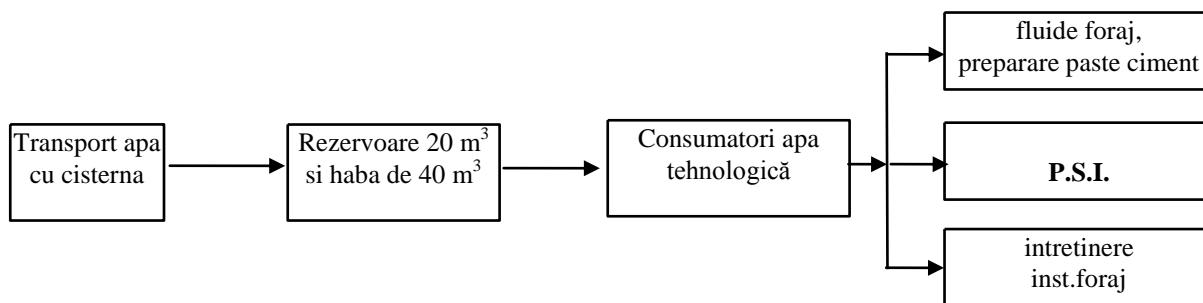 Transport apa
cu cisterna
Rezervoare 20 m³
si haba de 40 m³
Consumatori apa
tehnologică
fluide foraj,
preparare paste ciment
P.S.I.
intretinere
inst.foraj